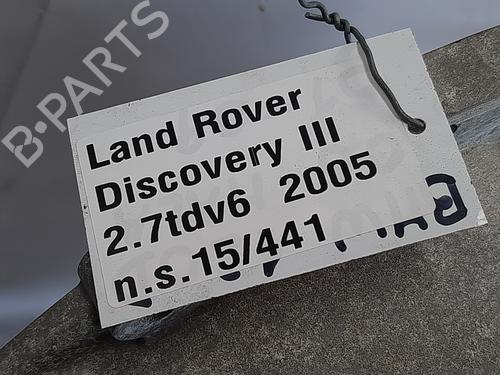 B-PARTS
Land Rover
Discovery III
2.7tdv6 2005
n.s.15/441